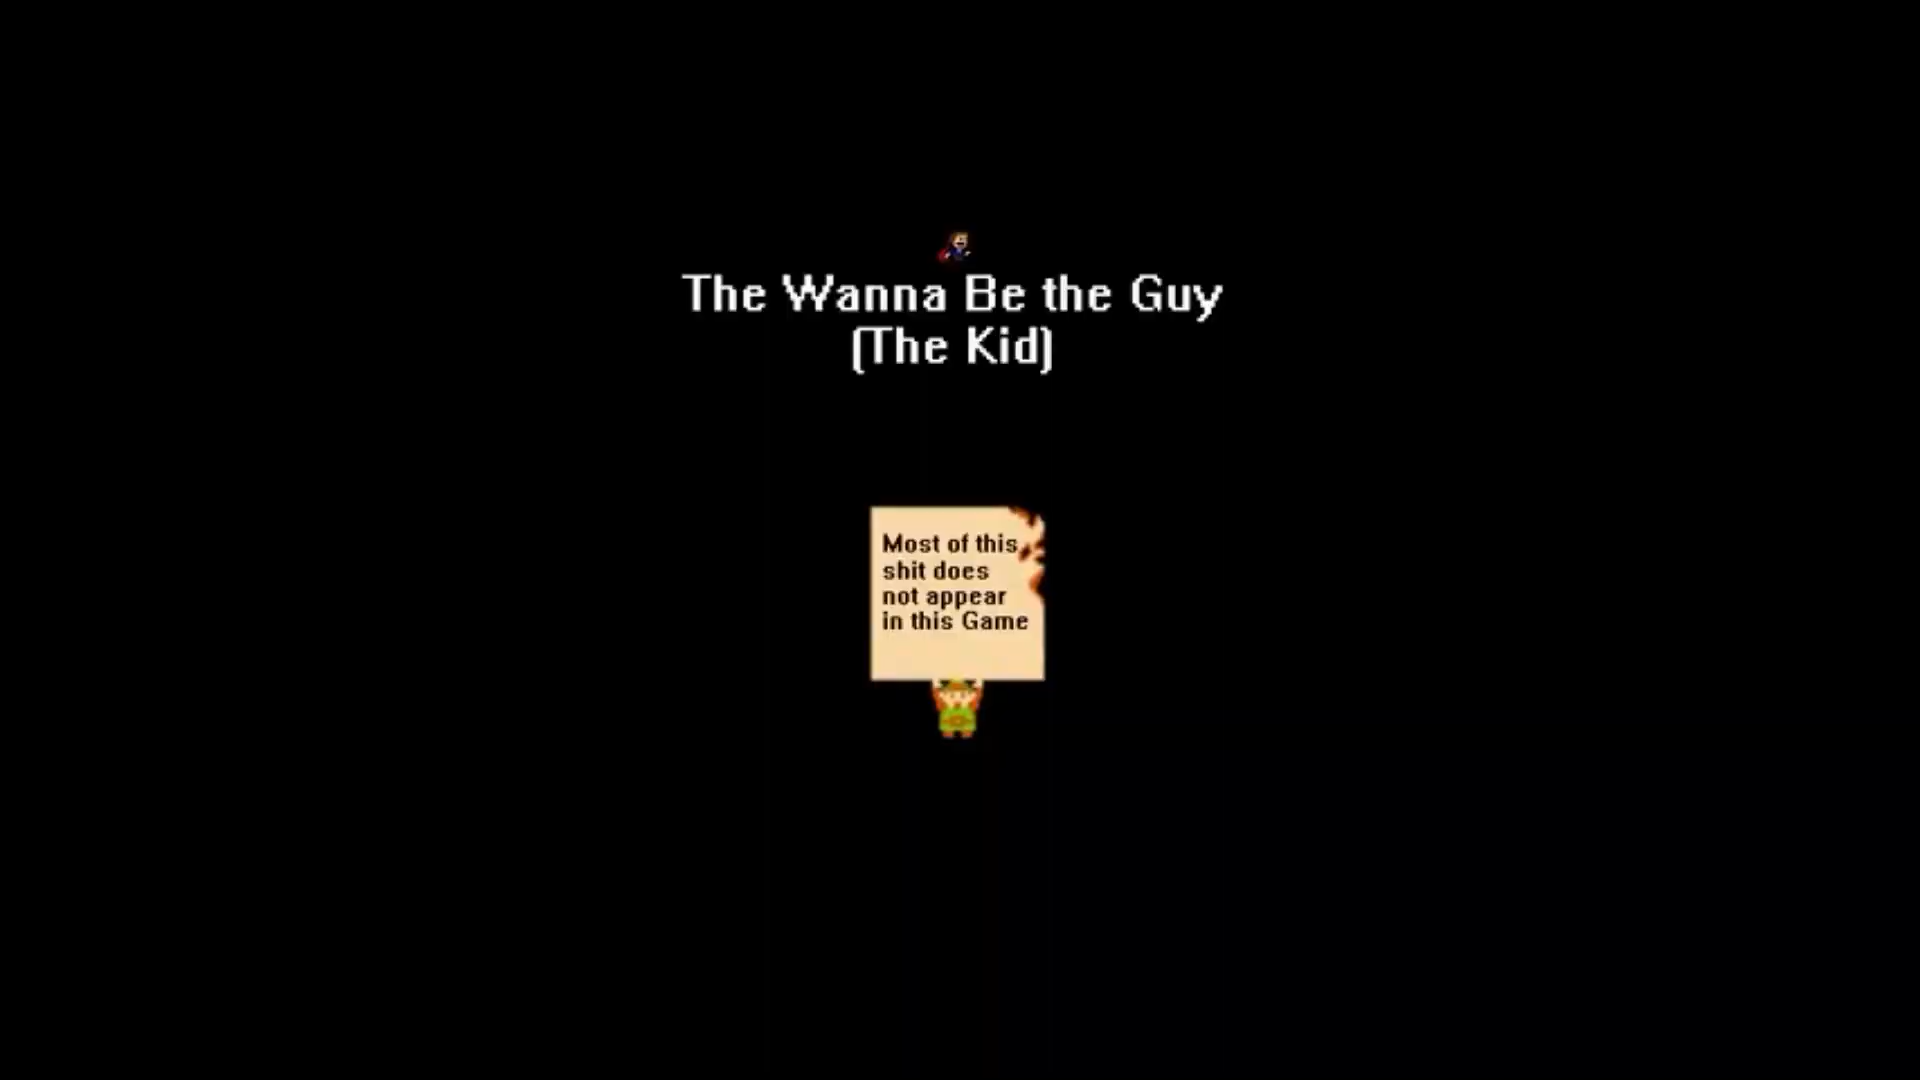 The Wanna Be the Guy
(The Kid)
Most of this
shit does
not appear
in this Game